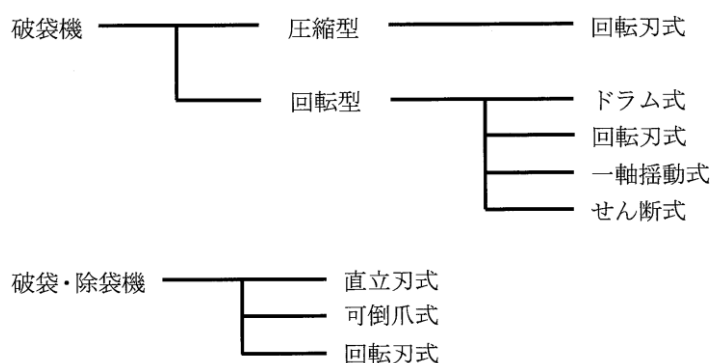 破袋機 圧縮型 回転刃式
回転型 ドラム式
回転刃式
一軸揺動式
せん断式
破袋・除袋機 直立刃式
可倒爪式
回転刃式